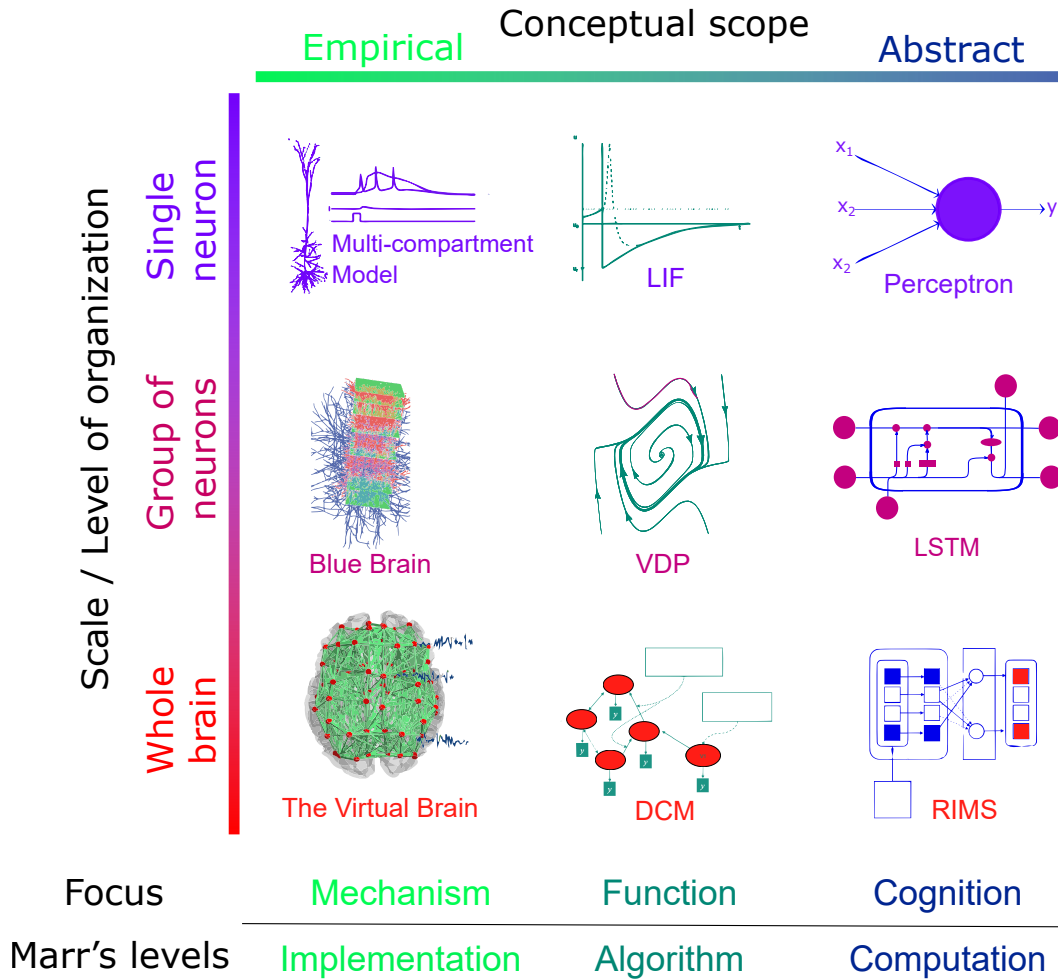 Conceptual scope
Empirical
Abstract
Scale / Level of organization
Single
neuron
Multi-compartment
Model
LIF
x1
x2
x2
y
Perceptron
Group of
neurons
Blue Brain
VDP
LSTM
Whole
brain
The Virtual Brain
y
y
y
y
y
DCM
RIMS
Focus
Mechanism
Function
Cognition
Marr's levels
Implementation
Algorithm
Computation